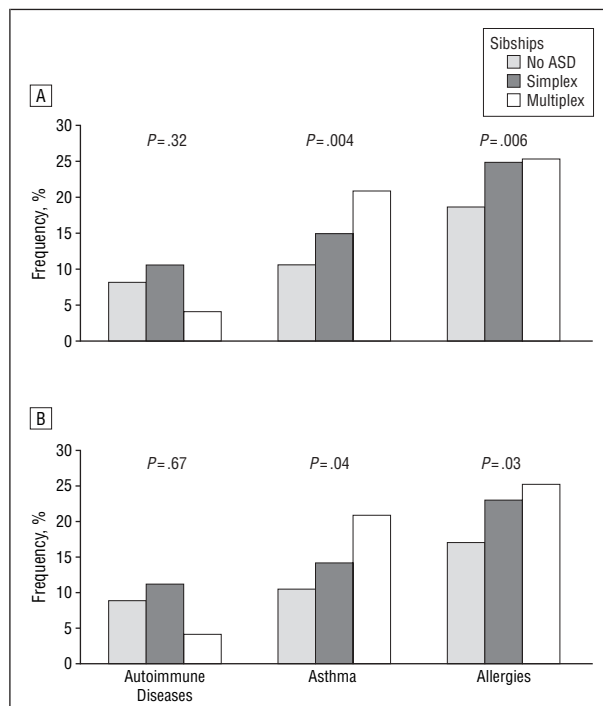 Sibships
No ASD
Simplex
Multiplex
A
30
25
20
15
10
5
0
Frequency, %
P = .32
P = .004
P = .006
B
30
25
20
15
10
5
0
Frequency, %
P = .67
P = .04
P = .03
Autoimmune
Diseases
Asthma
Allergies